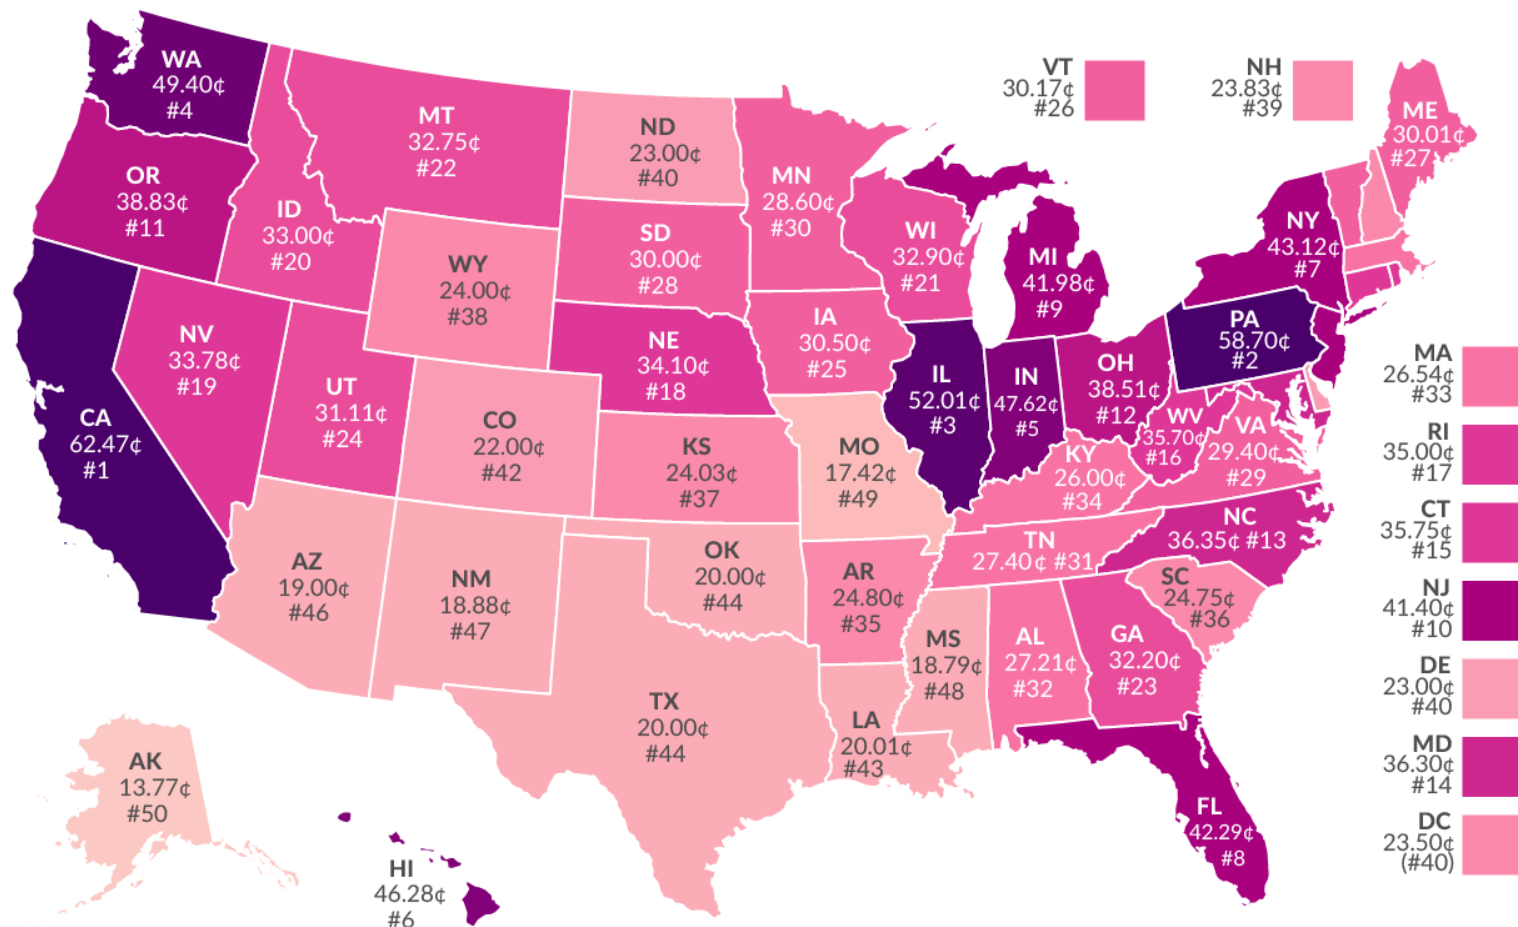 WA
49.40¢
#4
MT
32.75¢
#22
ND
23.00¢
#40
VT
30.17¢
#26
NH
23.83¢
#39
ME
30.01¢
#27
OR
38.83¢
#11
ID
33.00¢
#20
MN
28.60¢
#30
SD
30.00¢
#28
WI
32.90¢
#21
MI
41.98¢
#9
NY
43.12¢
#7
WY
24.00¢
#38
NV
33.78¢
#19
NE
34.10¢
#18
IA
30.50¢
#25
PA
58.70¢
#2
UT
31.11¢
#24
IL
52.01¢
#3
IN
47.62¢
#5
OH
38.51¢
#12
MA
26.54¢
#33
CA
62.47¢
#1
CO
22.00¢
#42
KS
24.03¢
#37
MO
17.42¢
#49
KY
26.00¢
#34
WV
35.70¢
#16
VA
29.40¢
#29
RI
35.00¢
#17
AZ
19.00¢
#46
NM
18.88¢
#47
OK
20.00¢
#44
AR
24.80¢
#35
TN
27.40¢ #31
NC
36.35¢ #13
CT
35.75¢
#15
SC
24.75¢
#36
NJ
41.40¢
#10
MS
18.79¢
#48
AL
27.21¢
#32
GA
32.20¢
#23
TX
20.00¢
#44
LA
20.01¢
#43
DE
23.00¢
#40
MD
36.30¢
#14
AK
13.77¢
#50
FL
42.29¢
#8
DC
23.50¢
(#40)
HI
46.28¢
#6